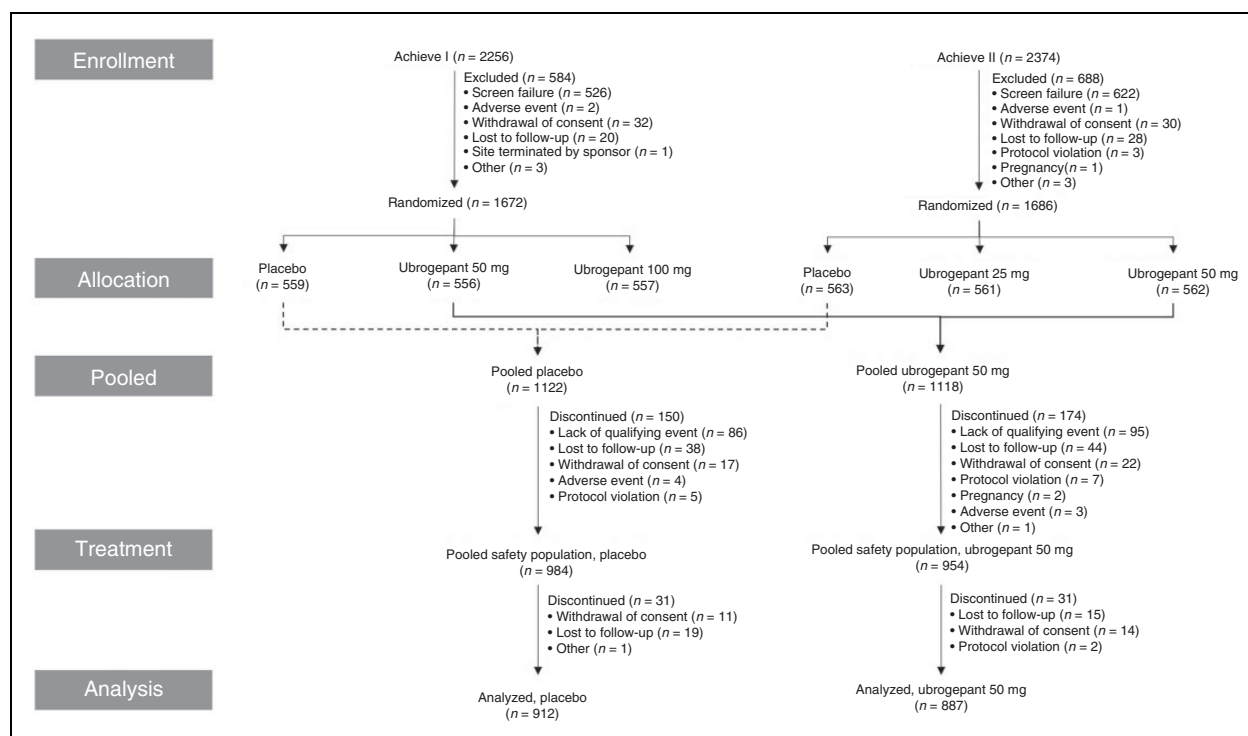 Enrollment
Achieve I (n = 2256)
Excluded (n = 584)
• Screen failure (n = 526)
• Adverse event (n = 2)
• Withdrawal of consent (n = 32)
• Lost to follow-up (n = 20)
• Site terminated by sponsor (n = 1)
• Other (n = 3)
Randomized (n = 1672)
Achieve II (n = 2374)
Excluded (n = 688)
• Screen failure (n = 622)
• Adverse event (n = 1)
• Withdrawal of consent (n = 30)
• Lost to follow-up (n = 28)
• Protocol violation (n = 3)
• Pregnancy(n = 1)
• Other (n = 3)
Randomized (n = 1686)
Allocation
Placebo
(n = 559)
Ubrogepant 50 mg
(n = 556)
Ubrogepant 100 mg
(n = 557)
Placebo
(n = 563)
Ubrogepant 25 mg
(n = 561)
Ubrogepant 50 mg
(n = 562)
Pooled
Pooled placebo
(n = 1122)
Discontinued (n = 150)
• Lack of qualifying event (n = 86)
• Lost to follow-up (n = 38)
• Withdrawal of consent (n = 17)
• Adverse event (n = 4)
• Protocol violation (n = 5)
Pooled ubrogepant 50 mg
(n = 1118)
Discontinued (n = 174)
• Lack of qualifying event (n = 95)
• Lost to follow-up (n = 44)
• Withdrawal of consent (n = 22)
• Protocol violation (n = 7)
• Pregnancy (n = 2)
• Adverse event (n = 3)
• Other (n = 1)
Treatment
Pooled safety population, placebo
(n = 984)
Discontinued (n = 31)
• Withdrawal of consent (n = 11)
• Lost to follow-up (n = 19)
• Other (n = 1)
Pooled safety population, ubrogepant 50 mg
(n = 954)
Discontinued (n = 31)
• Lost to follow-up (n = 15)
• Withdrawal of consent (n = 14)
• Protocol violation (n = 2)
Analysis
Analyzed, placebo
(n = 912)
Analyzed, ubrogepant 50 mg
(n = 887)